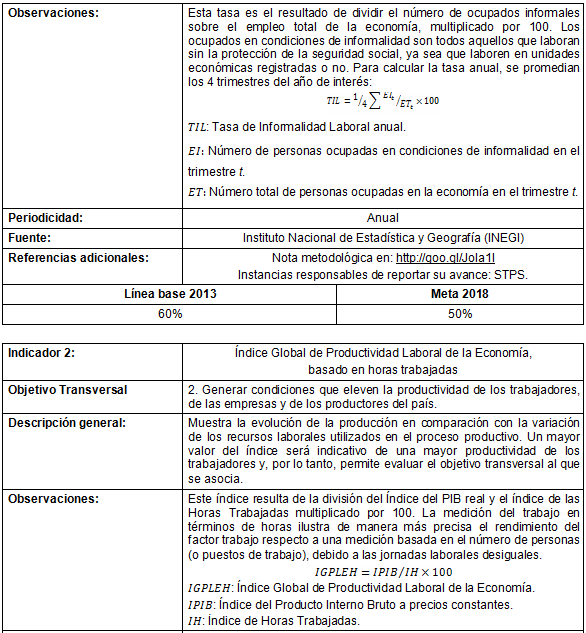 Observaciones:
Esta tasa es el resultado de dividir el número de ocupados informales
sobre el empleo total de la economía, multiplicado por 100. Los
ocupados en condiciones de informalidad son todos aquellos que laboran
sin la protección de la seguridad social, ya sea que laboren en unidades
económicas registradas o no. Para calcular la tasa anual, se promedian
los 4 trimestres del año de interés:
TIL = 1/4 ∑ EIₜ/ETₜ × 100
TIL: Tasa de Informalidad Laboral anual.
EI: Número de personas ocupadas en condiciones de informalidad en el
trimestre t.
ET: Número total de personas ocupadas en la economía en el trimestre t.
Periodicidad: Anual
Fuente: Instituto Nacional de Estadística y Geografía (INEGI)
Referencias adicionales: Nota metodológica en: http://goo.gl/Jola1l
Instancias responsables de reportar su avance: STPS.
Línea base 2013 Meta 2018
60% 50%
Indicador 2: Índice Global de Productividad Laboral de la Economía,
basado en horas trabajadas
Objetivo Transversal 2. Generar condiciones que eleven la productividad de los trabajadores,
de las empresas y de los productores del país.
Descripción general: Muestra la evolución de la producción en comparación con la variación
de los recursos laborales utilizados en el proceso productivo. Un mayor
valor del índice será indicativo de una mayor productividad de los
trabajadores y, por lo tanto, permite evaluar el objetivo transversal al que
se asocia.
Observaciones: Este índice resulta de la división del Índice del PIB real y el índice de las
Horas Trabajadas multiplicado por 100. La medición del trabajo en
términos de horas ilustra de manera más precisa el rendimiento del
factor trabajo respecto a una medición basada en el número de personas
(o puestos de trabajo), debido a las jornadas laborales desiguales.
IGPLEH = IPIB/IH × 100
IGPLEH: Índice Global de Productividad Laboral de la Economía.
IPIB: Índice del Producto Interno Bruto a precios constantes.
IH: Índice de Horas Trabajadas.